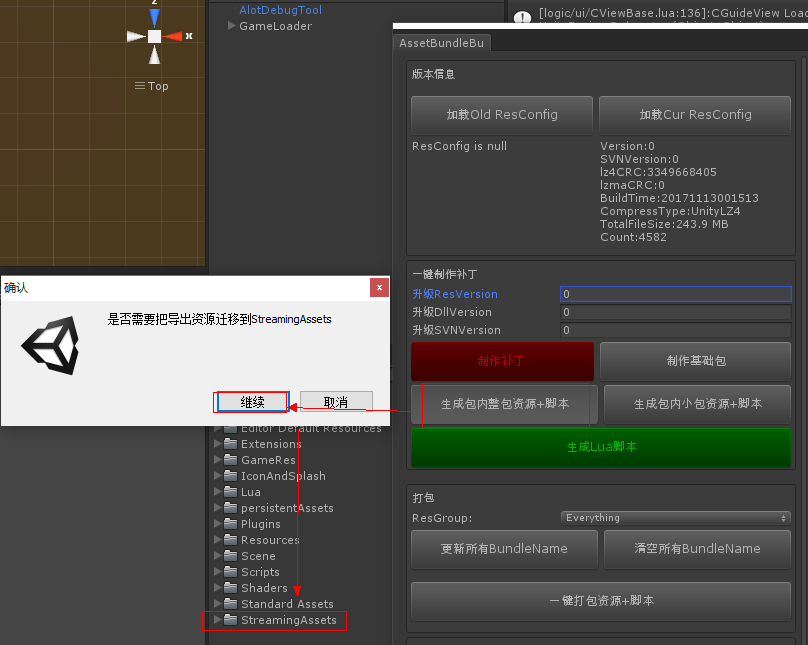 z
x
Top
AlotDebugTool
GameLoader
[logic/ui/CViewBase.lua:136]:CGuideView Load
AssetBundleBu
版本信息
加载Old ResConfig
加载Cur ResConfig
ResConfig is null
Version:0
SVNVersion:0
lz4CRC:3349668405
lzmaCRC:0
BuildTime:20171113001513
CompressType:UnityLZ4
TotalFileSize:243.9 MB
Count:4582
一键制作补丁
升级ResVersion 0
升级DllVersion 0
升级SVNVersion 0
制作补丁
制作基础包
生成包内整包资源+脚本
生成包内小包资源+脚本
生成Lua脚本
打包
ResGroup: Everything
更新所有BundleName
清空所有BundleName
一键打包资源+脚本
确认
x
是否需要把导出资源迁移到StreamingAssets
继续
取消
Editor Default Resources
Extensions
GameRes
IconAndSplash
Lua
persistentAssets
Plugins
Resources
Scene
Scripts
Shaders
Standard Assets
StreamingAssets